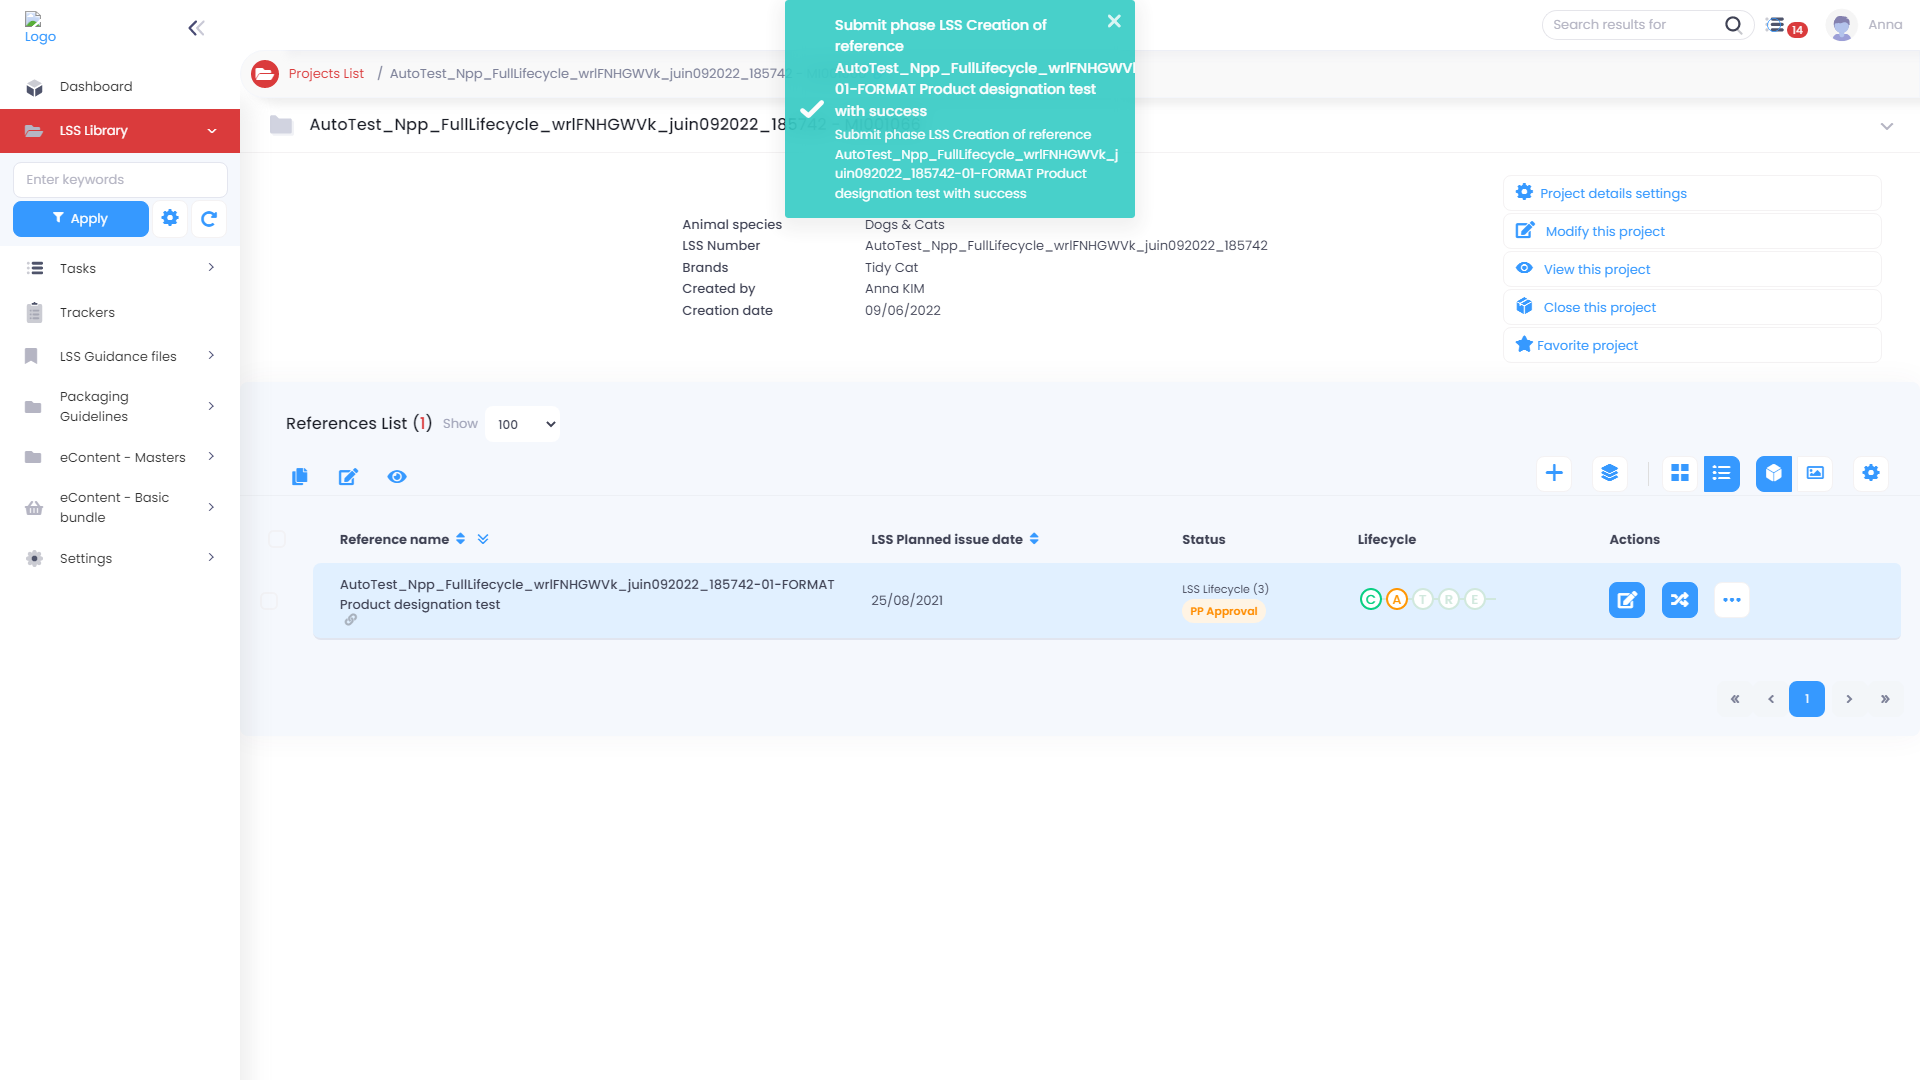 Logo
Dashboard
LSS Library
Enter keywords
Apply
Tasks
Trackers
LSS Guidance files
Packaging
Guidelines
eContent - Masters
eContent - Basic
bundle
Settings
Search results for
14
Anna
Projects List / AutoTest_Npp_FullLifecycle_wrlFNHGWVk_juin092022_185742
AutoTest_Npp_FullLifecycle_wrlFNHGWVk_juin092022_185742
Submit phase LSS Creation of
reference
AutoTest_Npp_FullLifecycle_wrlFNHGWVk
01-FORMAT Product designation test
with success
Submit phase LSS Creation of reference
AutoTest_Npp_FullLifecycle_wrlFNHGWVk_j
uin092022_185742-01-FORMAT Product
designation test with success
Animal species Dogs & Cats
LSS Number AutoTest_Npp_FullLifecycle_wrlFNHGWVk_juin092022_185742
Brands Tidy Cat
Created by Anna KIM
Creation date 09/06/2022
Project details settings
Modify this project
View this project
Close this project
Favorite project
References List (1) Show 100
Reference name LSS Planned issue date Status Lifecycle Actions
AutoTest_Npp_FullLifecycle_wrlFNHGWVk_juin092022_185742-01-FORMAT
Product designation test
25/08/2021
LSS Lifecycle (3)
PP Approval
C A T R E
« ‹ 1 › »